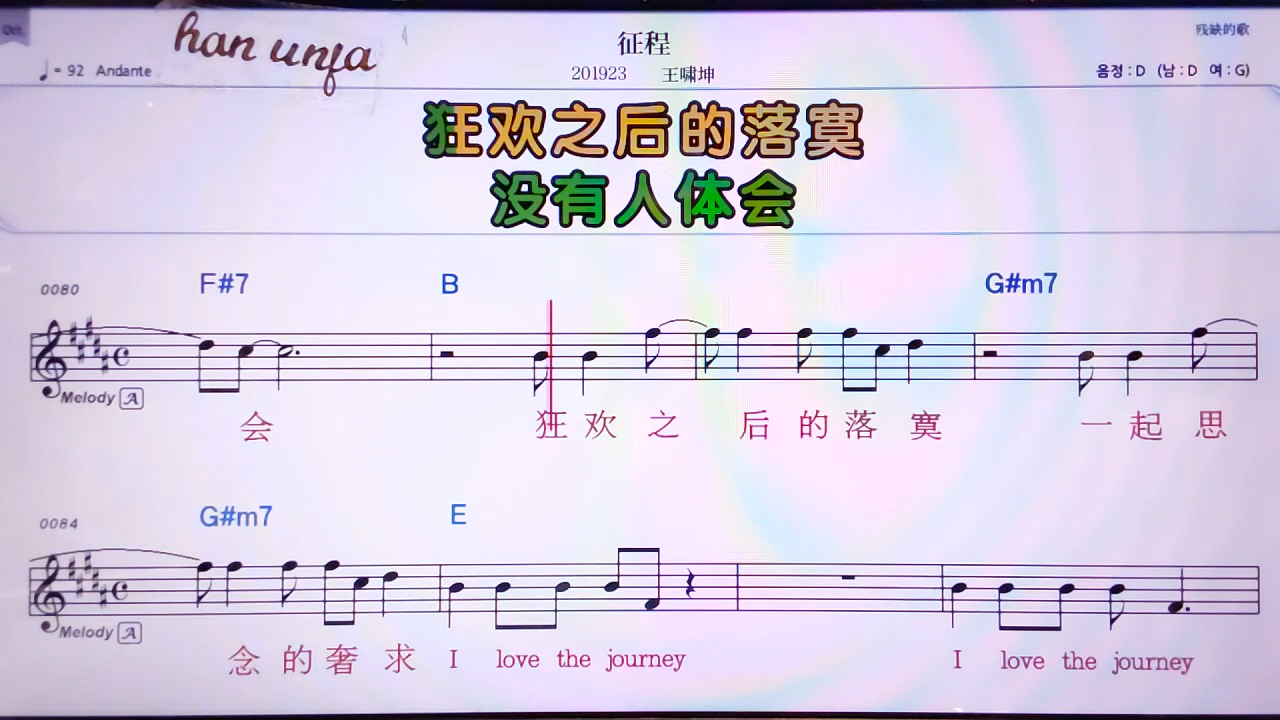 han unja
征程
残缺的歌
♩= 92 Andante
201923 王啸坤
음정 : D (남 : D 여 : G)
狂欢之后的落寞
没有人体会
0080 F#7 B G#m7
Melody A
会 狂 欢 之 后 的 落 寞 一 起 思
0084 G#m7 E
Melody A
念 的 奢 求 I love the journey I love the journey